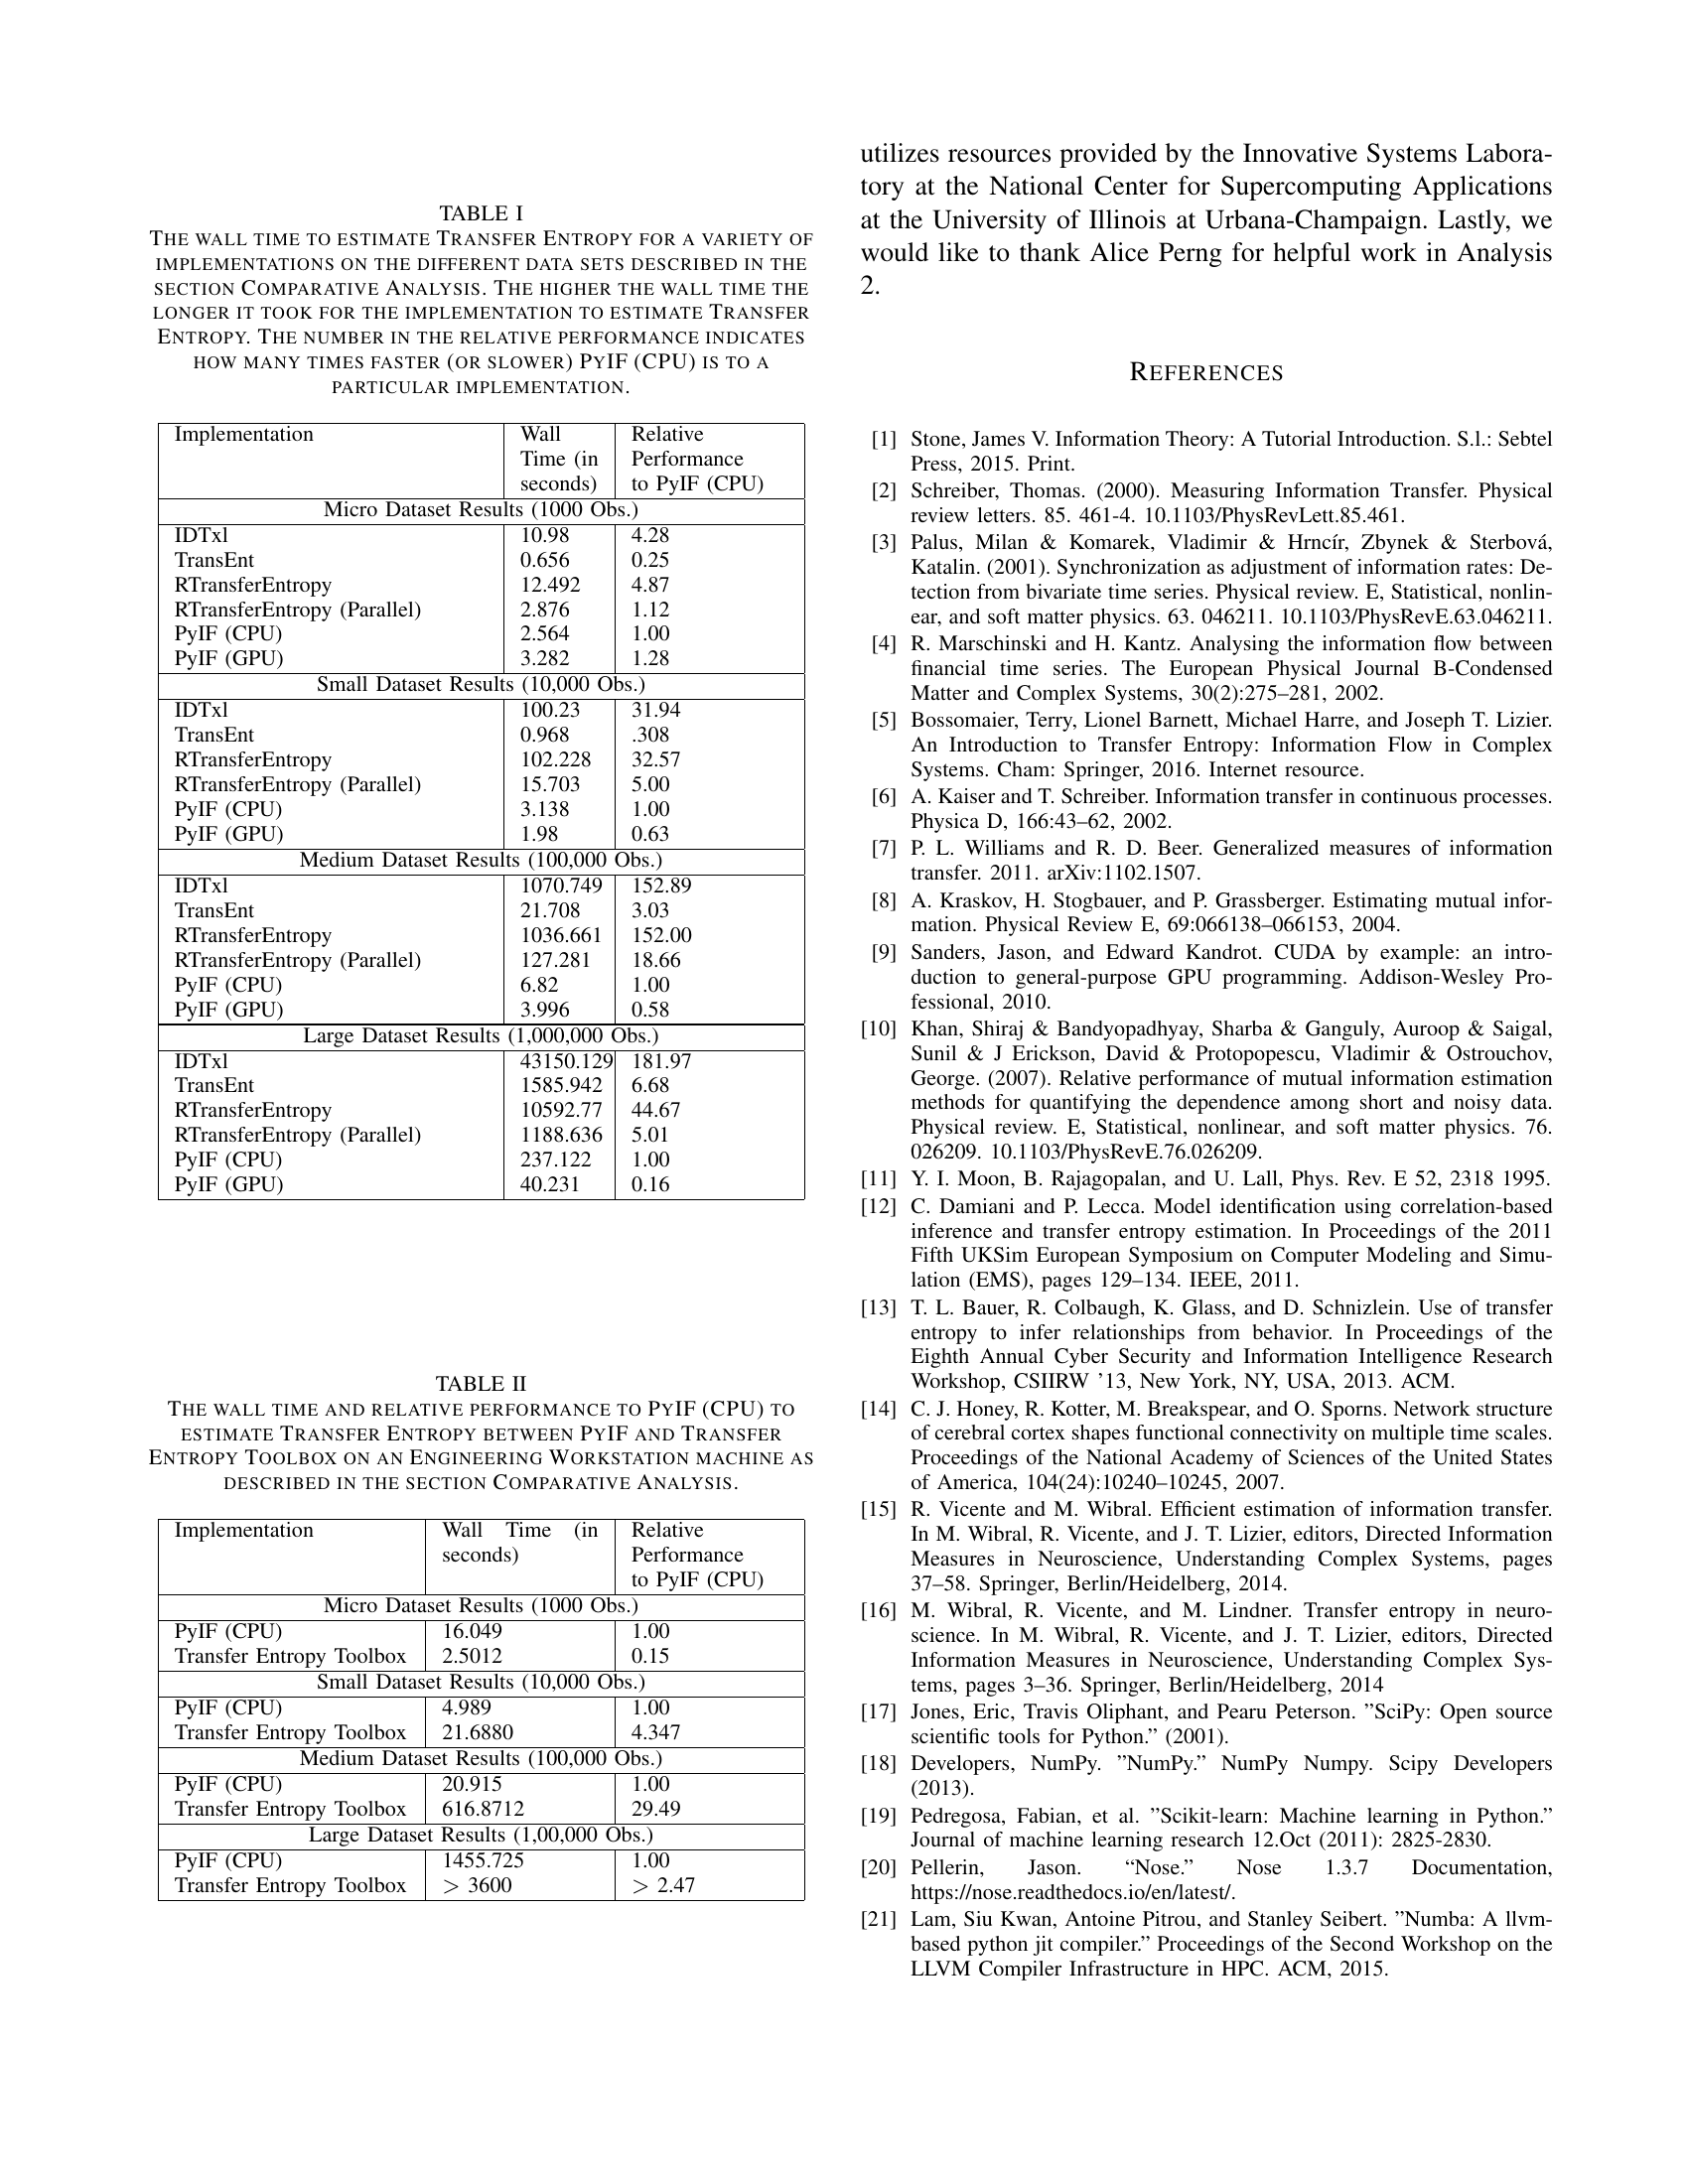 TABLE I
THE WALL TIME TO ESTIMATE TRANSFER ENTROPY FOR A VARIETY OF
IMPLEMENTATIONS ON THE DIFFERENT DATA SETS DESCRIBED IN THE
SECTION COMPARATIVE ANALYSIS. THE HIGHER THE WALL TIME THE
LONGER IT TOOK FOR THE IMPLEMENTATION TO ESTIMATE TRANSFER
ENTROPY. THE NUMBER IN THE RELATIVE PERFORMANCE INDICATES
HOW MANY TIMES FASTER (OR SLOWER) PYIF (CPU) IS TO A
PARTICULAR IMPLEMENTATION.
Implementation Wall Relative
Time (in Performance
seconds) to PyIF (CPU)
Micro Dataset Results (1000 Obs.)
IDTxl 10.98 4.28
TransEnt 0.656 0.25
RTransferEntropy 12.492 4.87
RTransferEntropy (Parallel) 2.876 1.12
PyIF (CPU) 2.564 1.00
PyIF (GPU) 3.282 1.28
Small Dataset Results (10,000 Obs.)
IDTxl 100.23 31.94
TransEnt 0.968 .308
RTransferEntropy 102.228 32.57
RTransferEntropy (Parallel) 15.703 5.00
PyIF (CPU) 3.138 1.00
PyIF (GPU) 1.98 0.63
Medium Dataset Results (100,000 Obs.)
IDTxl 1070.749 152.89
TransEnt 21.708 3.03
RTransferEntropy 1036.661 152.00
RTransferEntropy (Parallel) 127.281 18.66
PyIF (CPU) 6.82 1.00
PyIF (GPU) 3.996 0.58
Large Dataset Results (1,000,000 Obs.)
IDTxl 43150.129 181.97
TransEnt 1585.942 6.68
RTransferEntropy 10592.77 44.67
RTransferEntropy (Parallel) 1188.636 5.01
PyIF (CPU) 237.122 1.00
PyIF (GPU) 40.231 0.16
TABLE II
THE WALL TIME AND RELATIVE PERFORMANCE TO PYIF (CPU) TO
ESTIMATE TRANSFER ENTROPY BETWEEN PYIF AND TRANSFER
ENTROPY TOOLBOX ON AN ENGINEERING WORKSTATION MACHINE AS
DESCRIBED IN THE SECTION COMPARATIVE ANALYSIS.
Implementation Wall Time (in Relative
seconds) Performance
to PyIF (CPU)
Micro Dataset Results (1000 Obs.)
PyIF (CPU) 16.049 1.00
Transfer Entropy Toolbox 2.5012 0.15
Small Dataset Results (10,000 Obs.)
PyIF (CPU) 4.989 1.00
Transfer Entropy Toolbox 21.6880 4.347
Medium Dataset Results (100,000 Obs.)
PyIF (CPU) 20.915 1.00
Transfer Entropy Toolbox 616.8712 29.49
Large Dataset Results (1,00,000 Obs.)
PyIF (CPU) 1455.725 1.00
Transfer Entropy Toolbox > 3600 > 2.47
utilizes resources provided by the Innovative Systems Labora-
tory at the National Center for Supercomputing Applications
at the University of Illinois at Urbana-Champaign. Lastly, we
would like to thank Alice Perng for helpful work in Analysis
2.
REFERENCES
[1] Stone, James V. Information Theory: A Tutorial Introduction. S.l.: Sebtel
Press, 2015. Print.
[2] Schreiber, Thomas. (2000). Measuring Information Transfer. Physical
review letters. 85. 461-4. 10.1103/PhysRevLett.85.461.
[3] Palus, Milan & Komarek, Vladimir & Hrncír, Zbynek & Sterbová,
Katalin. (2001). Synchronization as adjustment of information rates: De-
tection from bivariate time series. Physical review. E, Statistical, nonlin-
ear, and soft matter physics. 63. 046211. 10.1103/PhysRevE.63.046211.
[4] R. Marschinski and H. Kantz. Analysing the information flow between
financial time series. The European Physical Journal B-Condensed
Matter and Complex Systems, 30(2):275–281, 2002.
[5] Bossomaier, Terry, Lionel Barnett, Michael Harre, and Joseph T. Lizier.
An Introduction to Transfer Entropy: Information Flow in Complex
Systems. Cham: Springer, 2016. Internet resource.
[6] A. Kaiser and T. Schreiber. Information transfer in continuous processes.
Physica D, 166:43–62, 2002.
[7] P. L. Williams and R. D. Beer. Generalized measures of information
transfer. 2011. arXiv:1102.1507.
[8] A. Kraskov, H. Stogbauer, and P. Grassberger. Estimating mutual infor-
mation. Physical Review E, 69:066138–066153, 2004.
[9] Sanders, Jason, and Edward Kandrot. CUDA by example: an intro-
duction to general-purpose GPU programming. Addison-Wesley Pro-
fessional, 2010.
[10] Khan, Shiraj & Bandyopadhyay, Sharba & Ganguly, Auroop & Saigal,
Sunil & J Erickson, David & Protopopescu, Vladimir & Ostrouchov,
George. (2007). Relative performance of mutual information estimation
methods for quantifying the dependence among short and noisy data.
Physical review. E, Statistical, nonlinear, and soft matter physics. 76.
026209. 10.1103/PhysRevE.76.026209.
[11] Y. I. Moon, B. Rajagopalan, and U. Lall, Phys. Rev. E 52, 2318 1995.
[12] C. Damiani and P. Lecca. Model identification using correlation-based
inference and transfer entropy estimation. In Proceedings of the 2011
Fifth UKSim European Symposium on Computer Modeling and Simu-
lation (EMS), pages 129–134. IEEE, 2011.
[13] T. L. Bauer, R. Colbaugh, K. Glass, and D. Schnizlein. Use of transfer
entropy to infer relationships from behavior. In Proceedings of the
Eighth Annual Cyber Security and Information Intelligence Research
Workshop, CSIIRW ’13, New York, NY, USA, 2013. ACM.
[14] C. J. Honey, R. Kotter, M. Breakspear, and O. Sporns. Network structure
of cerebral cortex shapes functional connectivity on multiple time scales.
Proceedings of the National Academy of Sciences of the United States
of America, 104(24):10240–10245, 2007.
[15] R. Vicente and M. Wibral. Efficient estimation of information transfer.
In M. Wibral, R. Vicente, and J. T. Lizier, editors, Directed Information
Measures in Neuroscience, Understanding Complex Systems, pages
37–58. Springer, Berlin/Heidelberg, 2014.
[16] M. Wibral, R. Vicente, and M. Lindner. Transfer entropy in neuro-
science. In M. Wibral, R. Vicente, and J. T. Lizier, editors, Directed
Information Measures in Neuroscience, Understanding Complex Sys-
tems, pages 3–36. Springer, Berlin/Heidelberg, 2014
[17] Jones, Eric, Travis Oliphant, and Pearu Peterson. ”SciPy: Open source
scientific tools for Python.” (2001).
[18] Developers, NumPy. ”NumPy.” NumPy Numpy. Scipy Developers
(2013).
[19] Pedregosa, Fabian, et al. ”Scikit-learn: Machine learning in Python.”
Journal of machine learning research 12.Oct (2011): 2825-2830.
[20] Pellerin, Jason. “Nose.” Nose 1.3.7 Documentation,
https://nose.readthedocs.io/en/latest/.
[21] Lam, Siu Kwan, Antoine Pitrou, and Stanley Seibert. ”Numba: A llvm-
based python jit compiler.” Proceedings of the Second Workshop on the
LLVM Compiler Infrastructure in HPC. ACM, 2015.